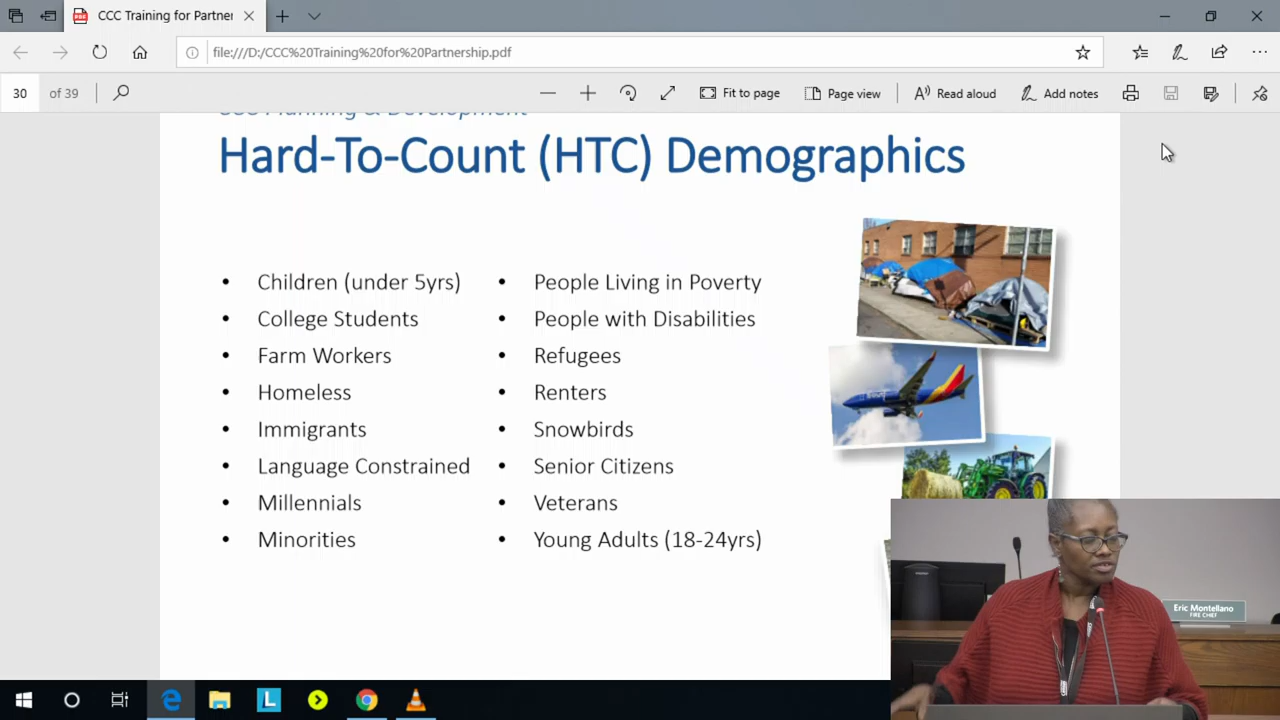 CCC Training for Partner
file:///D:/CCC%20Training%20for%20Partnership.pdf
30 of 39
Fit to page
Page view
Read aloud
Add notes
CCC Planning & Development
Hard-To-Count (HTC) Demographics
• Children (under 5yrs)
• College Students
• Farm Workers
• Homeless
• Immigrants
• Language Constrained
• Millennials
• Minorities
• People Living in Poverty
• People with Disabilities
• Refugees
• Renters
• Snowbirds
• Senior Citizens
• Veterans
• Young Adults (18-24yrs)
Eric Montellano
FIRE CHIEF
L